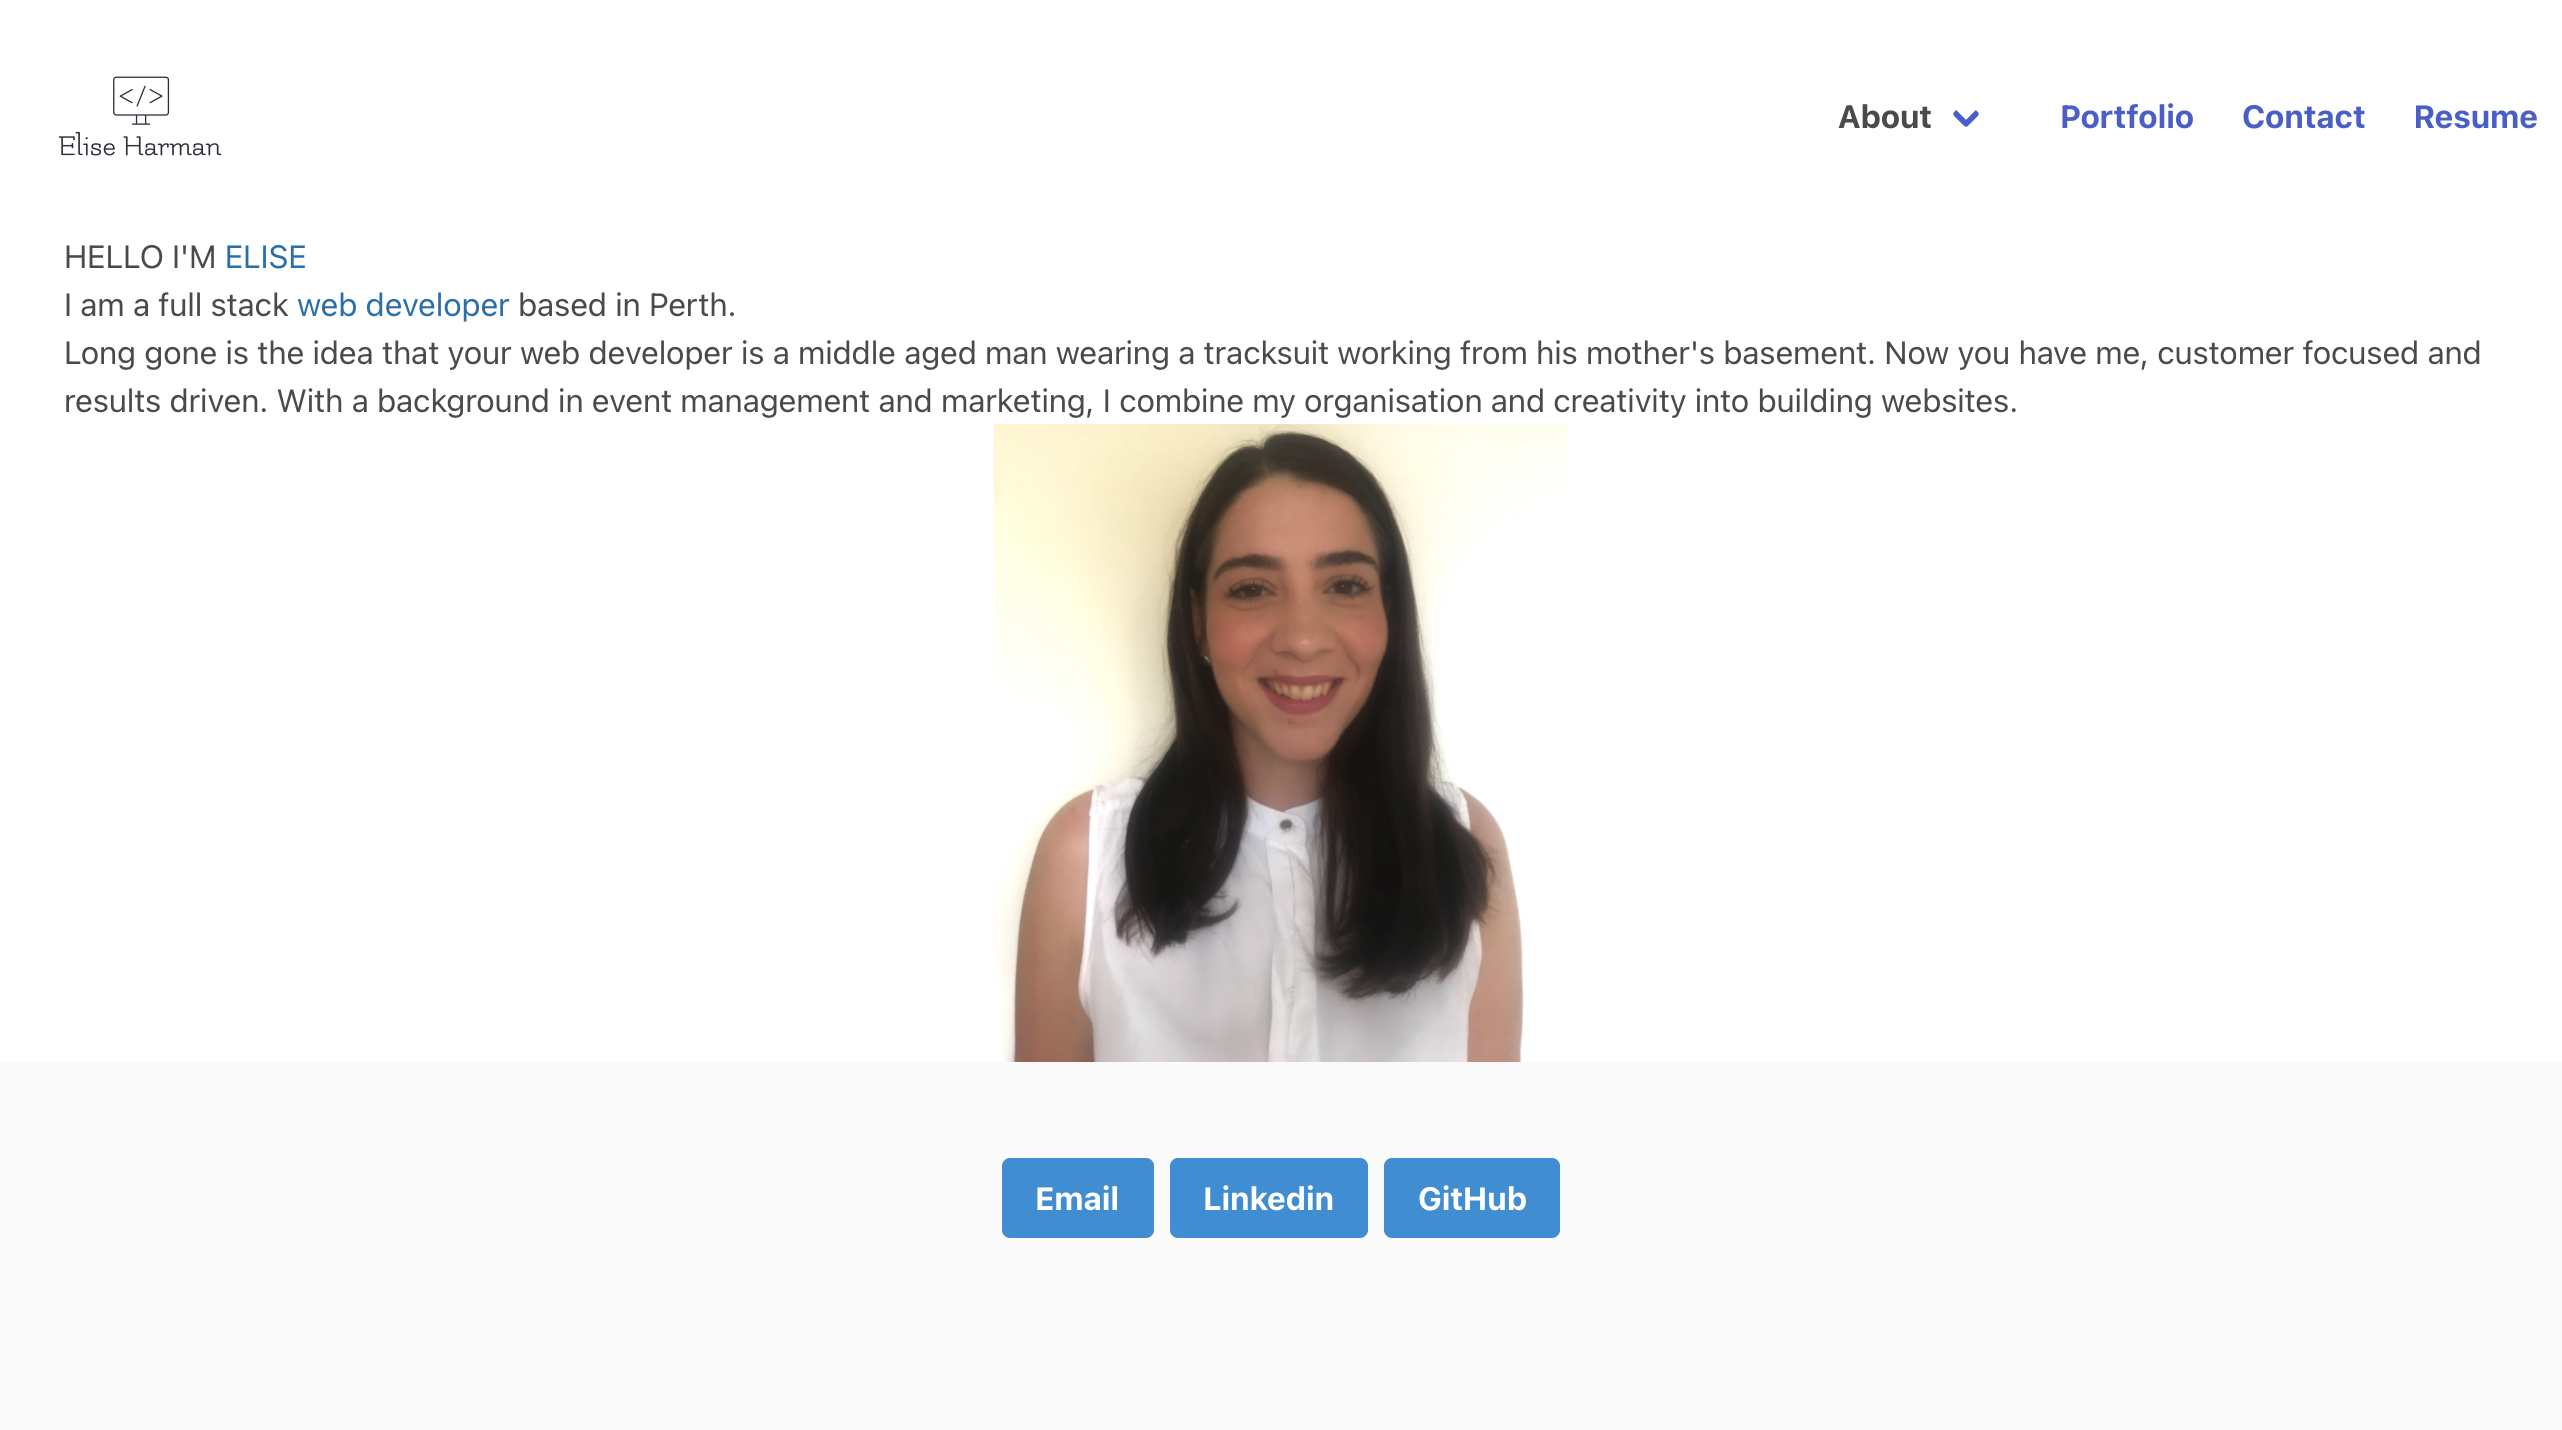 </>
Elise Harman
About
Portfolio
Contact
Resume
HELLO I'M ELISE
I am a full stack web developer based in Perth.
Long gone is the idea that your web developer is a middle aged man wearing a tracksuit working from his mother's basement. Now you have me, customer focused and
results driven. With a background in event management and marketing, I combine my organisation and creativity into building websites.
Email
Linkedin
GitHub